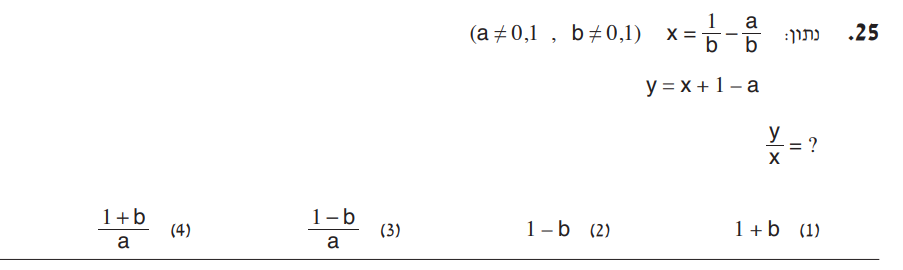 25. נתון: x = 1/b − a/b (a ≠ 0,1 , b ≠ 0,1)
y = x + 1 − a
y/x = ?
(1) 1 + b (2) 1 − b (3) (1 − b)/a (4) (1 + b)/a